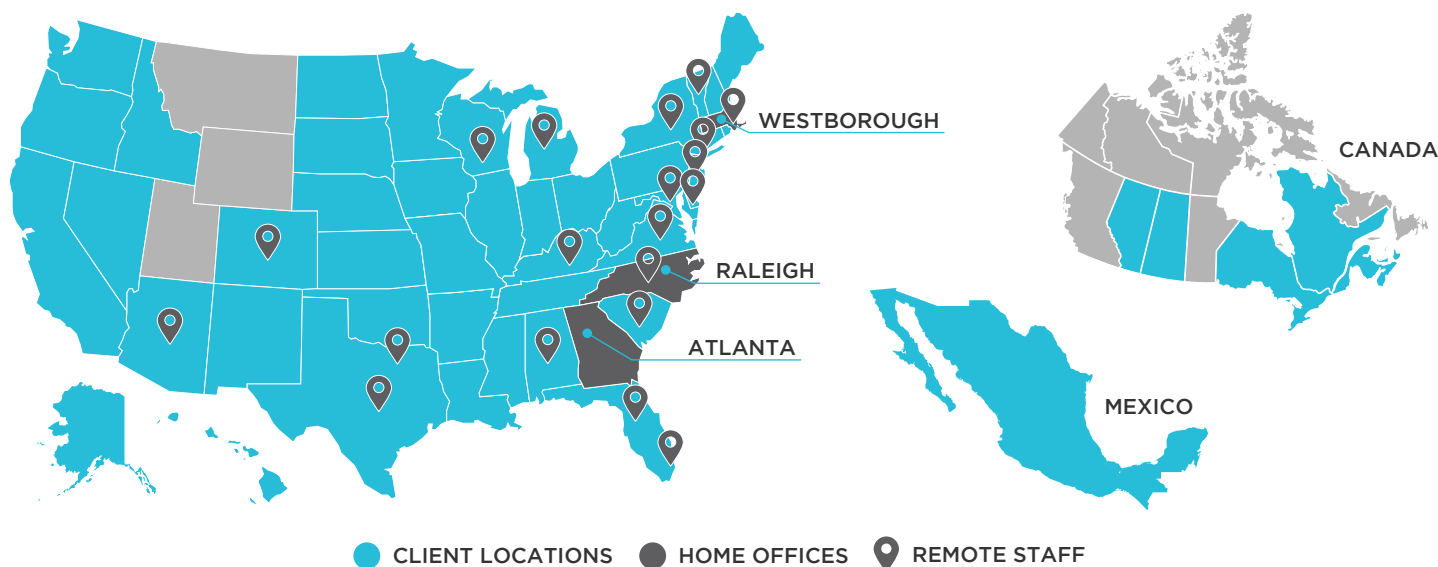 WESTBOROUGH
CANADA
RALEIGH
ATLANTA
MEXICO
CLIENT LOCATIONS
HOME OFFICES
REMOTE STAFF